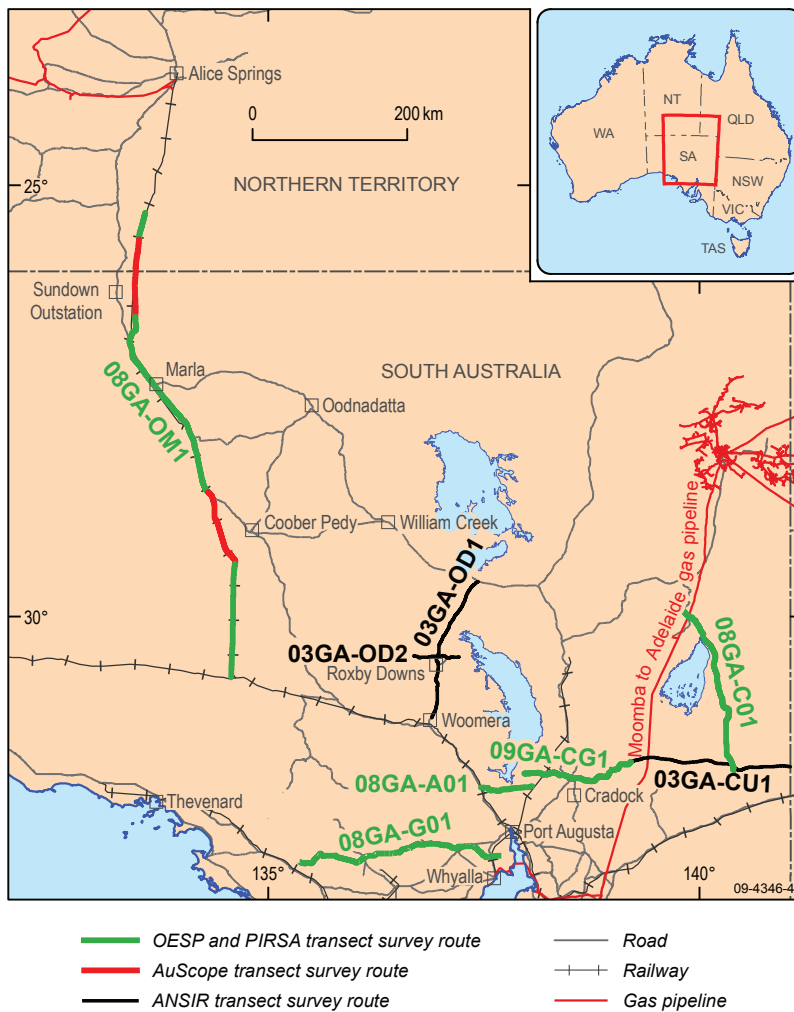 Alice Springs
0
200 km
NT
QLD
WA
SA
NSW
VIC
TAS
25°
NORTHERN TERRITORY
Sundown
Outstation
Marla
SOUTH AUSTRALIA
08GA-OM1
Oodnadatta
Coober Pedy
William Creek
03GA-OD1
Moomba to Adelaide gas pipeline
30°
08GA-C01
03GA-OD2
Roxby Downs
Woomera
09GA-CG1
03GA-CU1
08GA-A01
Cradock
Thevenard
08GA-G01
Port Augusta
135°
Whyalla
140°
09-4346-4
OESP and PIRSA transect survey route
Road
AuScope transect survey route
Railway
ANSIR transect survey route
Gas pipeline